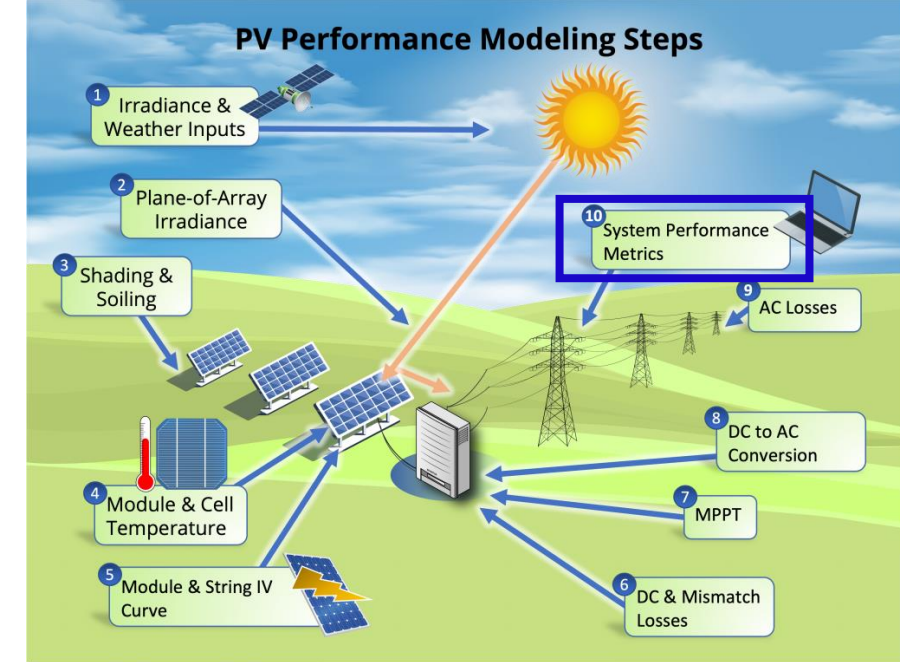 PV Performance Modeling Steps
1
Irradiance &
Weather Inputs
2
Plane-of-Array
Irradiance
3
Shading &
Soiling
4
Module & Cell
Temperature
5
Module & String IV
Curve
6
DC & Mismatch
Losses
7
MPPT
8
DC to AC
Conversion
9
AC Losses
10
System Performance
Metrics